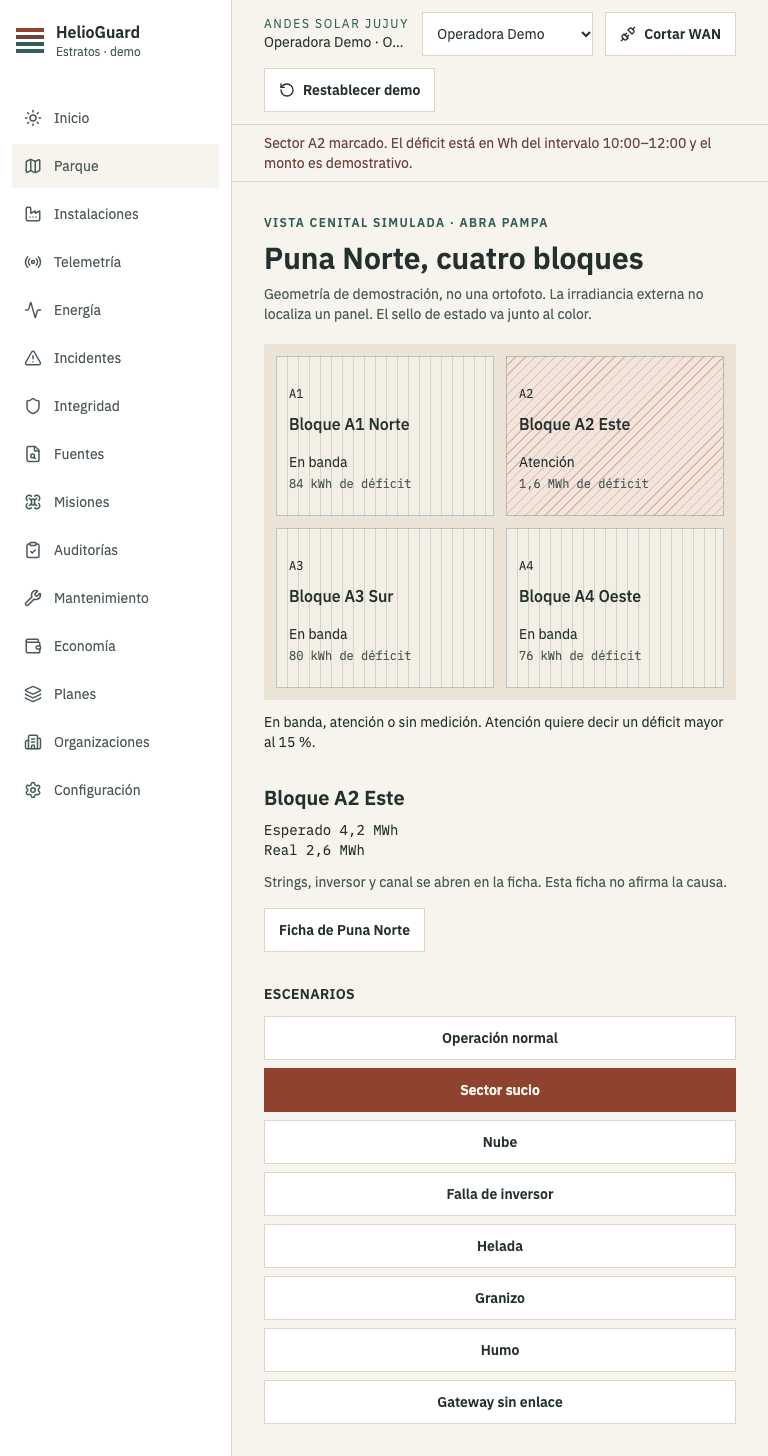 HelioGuard
Estratos · demo
Inicio
Parque
Instalaciones
Telemetría
Energía
Incidentes
Integridad
Fuentes
Misiones
Auditorías
Mantenimiento
Economía
Planes
Organizaciones
Configuración
ANDES SOLAR JUJUY
Operadora Demo · O...
Operadora Demo
Cortar WAN
Restablecer demo
Sector A2 marcado. El déficit está en Wh del intervalo 10:00–12:00 y el
monto es demostrativo.
VISTA CENITAL SIMULADA · ABRA PAMPA
Puna Norte, cuatro bloques
Geometría de demostración, no una ortofoto. La irradiancia externa no
localiza un panel. El sello de estado va junto al color.
A1
Bloque A1 Norte
En banda
84 kWh de déficit
A2
Bloque A2 Este
Atención
1,6 MWh de déficit
A3
Bloque A3 Sur
En banda
80 kWh de déficit
A4
Bloque A4 Oeste
En banda
76 kWh de déficit
En banda, atención o sin medición. Atención quiere decir un déficit mayor
al 15 %.
Bloque A2 Este
Esperado 4,2 MWh
Real 2,6 MWh
Strings, inversor y canal se abren en la ficha. Esta ficha no afirma la causa.
Ficha de Puna Norte
ESCENARIOS
Operación normal
Sector sucio
Nube
Falla de inversor
Helada
Granizo
Humo
Gateway sin enlace